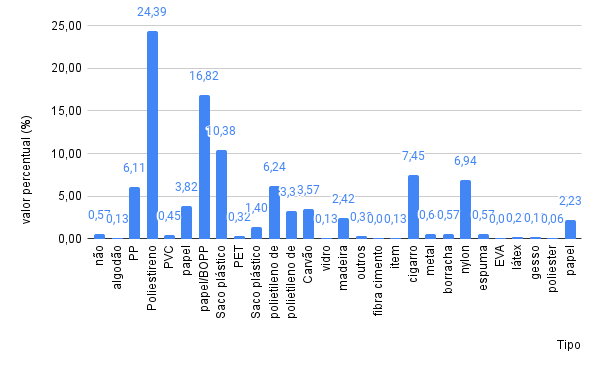 valor percentual (%)
25,00
20,00
15,00
10,00
5,00
0,00
0,57
0,13
6,11
24,39
0,45
3,82
16,82
10,38
0,32
1,40
6,24
3,57
0,13
2,42
0,13
7,45
0,57
6,94
0,57
0,06
2,23
não
algodão
PP
Poliestireno
PVC
papel
papel/BOPP
Saco plástico
PET
Saco plástico
polietileno de
polietileno de
Carvão
vidro
madeira
outros
fibra cimento
item
cigarro
metal
borracha
nylon
espuma
EVA
látex
gesso
poliester
papel
Tipo